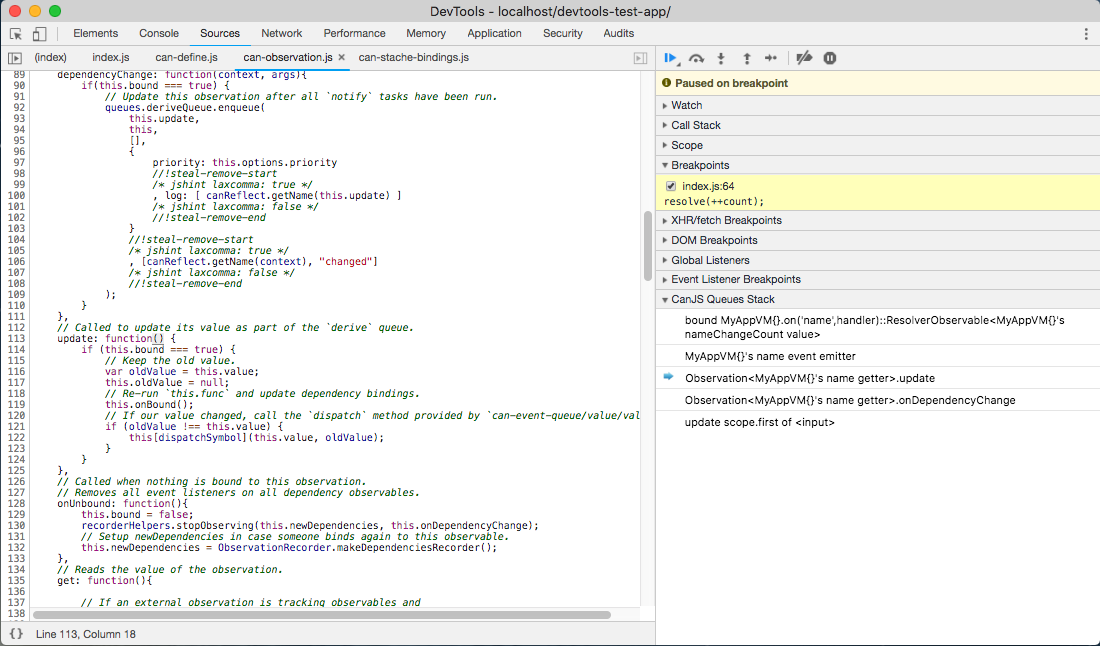 DevTools - localhost/devtools-test-app/
Elements Console Sources Network Performance Memory Application Security Audits
(index) index.js can-define.js can-observation.js × can-stache-bindings.js
89 dependencyChange: function(context, args){
90 if(this.bound === true) {
91 // Update this observation after all `notify` tasks have been run.
92 queues.deriveQueue.enqueue(
93 this.update,
94 this,
95 [],
96 {
97 priority: this.options.priority
98 //!steal-remove-start
99 /* jshint laxcomma: true */
100 , log: [ canReflect.getName(this.update) ]
101 /* jshint laxcomma: false */
102 //!steal-remove-end
103 }
104 //!steal-remove-start
105 /* jshint laxcomma: true */
106 , [canReflect.getName(context), "changed"]
107 /* jshint laxcomma: false */
108 //!steal-remove-end
109 );
110 }
111 },
112 // Called to update its value as part of the `derive` queue.
113 update: function() {
114 if (this.bound === true) {
115 // Keep the old value.
116 var oldValue = this.value;
117 this.oldValue = null;
118 // Re-run `this.func` and update dependency bindings.
119 this.onBound();
120 // If our value changed, call the `dispatch` method provided by `can-event-queue/value/val
121 if (oldValue !== this.value) {
122 this[dispatchSymbol](this.value, oldValue);
123 }
124 }
125 },
126 // Called when nothing is bound to this observation.
127 // Removes all event listeners on all dependency observables.
128 onUnbound: function(){
129 this.bound = false;
130 recorderHelpers.stopObserving(this.newDependencies, this.onDependencyChange);
131 // Setup newDependencies in case someone binds again to this observable.
132 this.newDependencies = ObservationRecorder.makeDependenciesRecorder();
133 },
134 // Reads the value of the observation.
135 get: function(){
136
137 // If an external observation is tracking observables and
138
{} Line 113, Column 18
Paused on breakpoint
Watch
Call Stack
Scope
Breakpoints
index.js:64
resolve(++count);
XHR/fetch Breakpoints
DOM Breakpoints
Global Listeners
Event Listener Breakpoints
CanJS Queues Stack
bound MyAppVM{}.on('name',handler)::ResolverObservable<MyAppVM{}'s
nameChangeCount value>
MyAppVM{}'s name event emitter
Observation<MyAppVM{}'s name getter>.update
Observation<MyAppVM{}'s name getter>.onDependencyChange
update scope.first of <input>